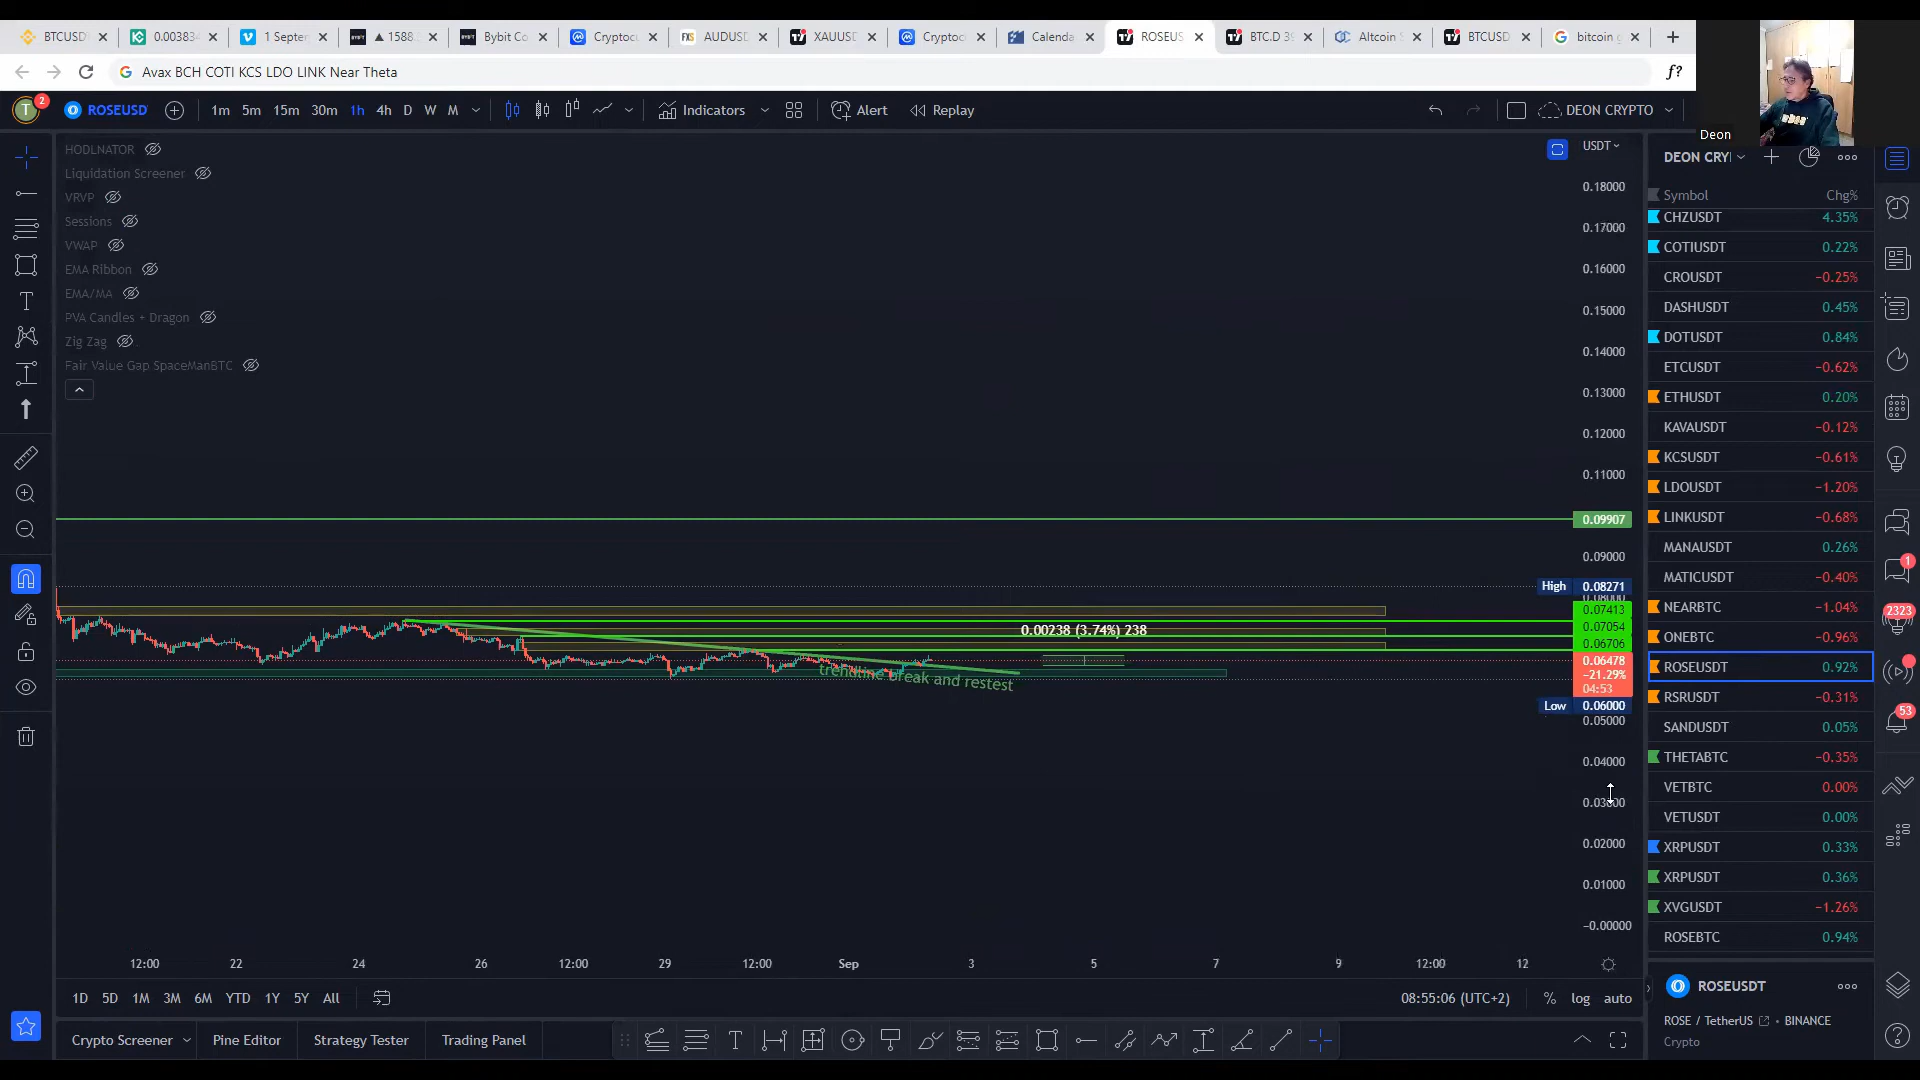 BTCUSD
0.003834
1 Septem
1588.
Bybit Co
Cryptocu
AUDUSD
XAUUSD
Cryptoc
Calenda
ROSEUS
BTC.D 39
Altcoin S
BTCUSD
bitcoin g
Avax BCH COTI KCS LDO LINK Near Theta
f?
T
2
ROSEUSD
1m 5m 15m 30m 1h 4h D W M
Indicators
Alert
Replay
DEON CRYPTO
Deon
HODLNATOR
Liquidation Screener
VRVP
Sessions
VWAP
EMA Ribbon
EMA/MA
PVA Candles + Dragon
Zig Zag
Fair Value Gap SpaceManBTC
USDT
0.18000
0.17000
0.16000
0.15000
0.14000
0.13000
0.12000
0.11000
0.09907
0.09000
High 0.08271
0.08000
0.07413
0.07054
0.06706
0.06478
−21.29%
04:53
Low 0.06000
0.05000
0.04000
0.03000
0.02000
0.01000
−0.00000
0.00238 (3.74%) 238
trendline break and restest
12:00 22 24 26 12:00 29 12:00 Sep 3 5 7 9 12:00 12
1D 5D 1M 3M 6M YTD 1Y 5Y All
08:55:06 (UTC+2)
% log auto
Crypto Screener
Pine Editor
Strategy Tester
Trading Panel
DEON CRY
Symbol Chg%
CHZUSDT 4.35%
COTIUSDT 0.22%
CROUSDT −0.25%
DASHUSDT 0.45%
DOTUSDT 0.84%
ETCUSDT −0.62%
ETHUSDT 0.20%
KAVAUSDT −0.12%
KCSUSDT −0.61%
LDOUSDT −1.20%
LINKUSDT −0.68%
MANAUSDT 0.26%
MATICUSDT −0.40%
NEARBTC −1.04%
ONEBTC −0.96%
ROSEUSDT 0.92%
RSRUSDT −0.31%
SANDUSDT 0.05%
THETABTC −0.35%
VETBTC 0.00%
VETUSDT 0.00%
XRPUSDT 0.33%
XRPUSDT 0.36%
XVGUSDT −1.26%
ROSEBTC 0.94%
ROSEUSDT
ROSE / TetherUS • BINANCE
Crypto
1
2323
53